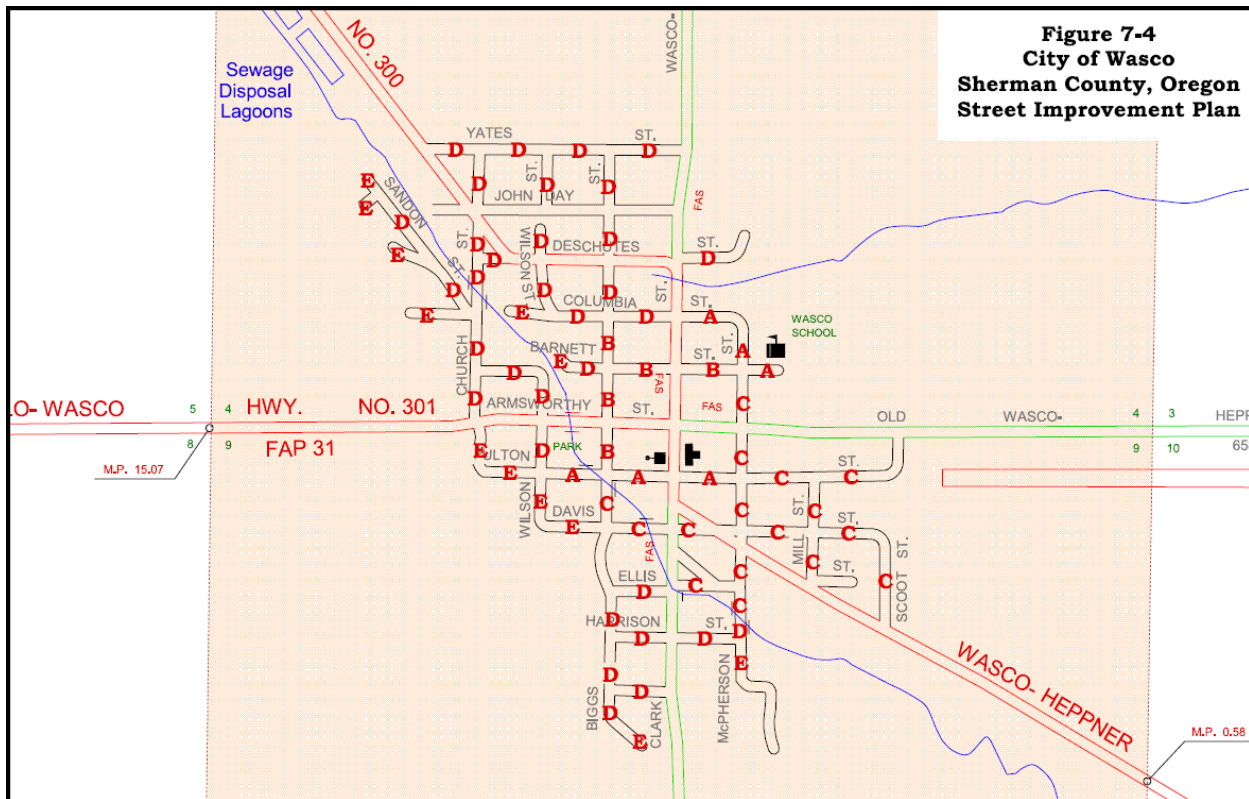 Figure 7-4
City of Wasco
Sherman County, Oregon
Street Improvement Plan
WASCO-
NO. 300
Sewage
Disposal
Lagoons
YATES ST.
D D D D
D ST. D ST. D
E SANDON
E D
JOHN DAY
FAS
ST. D WILSON ST. D D
DESCHUTES ST.
E D D
ST. D
D D D
E E COLUMBIA D D ST. ST. A
WASCO
SCHOOL
CHURCH D
BARNETT B ST. ST. A
E D B B A
D
D D B FAS C
ARMSWORTHY ST. FAS
.O- WASCO
5 4
HWY. NO. 301
OLD WASCO-
4 3
HEPP
8 9
FAP 31
9 10
65
M.P. 15.07
E ULTON D PARK B C
ST.
E A A A C C
WILSON E C C ST. C
DAVIS ST.
E C C C C
FAS
MILL C ST.
C
ELLIS
D C C
SCOOT ST.
C
D
HARRISON ST.
D D D
E
D
D
BIGGS D
E
CLARK
McPHERSON
WASCO- HEPPNER
M.P. 0.58